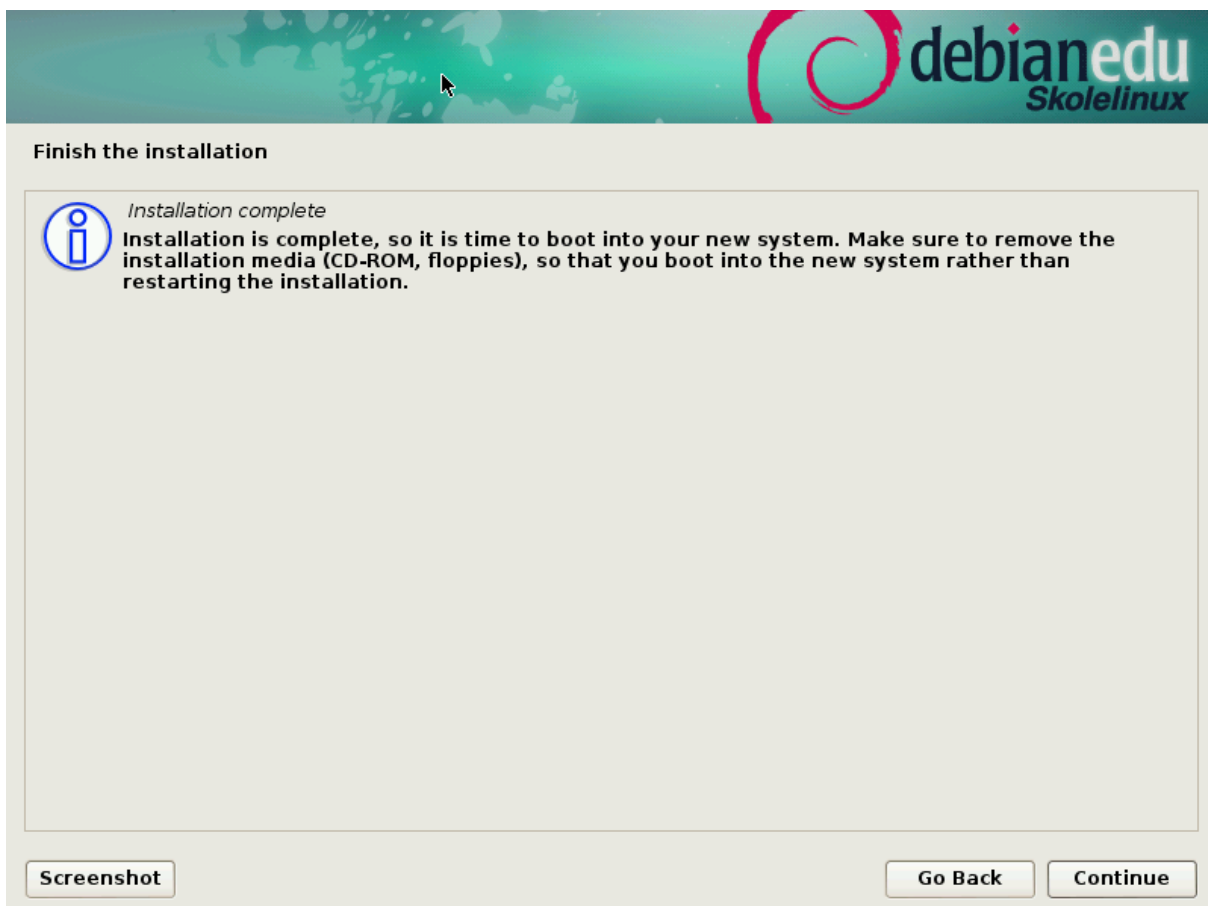 debianedu
Skolelinux
Finish the installation
Installation complete
Installation is complete, so it is time to boot into your new system. Make sure to remove the
installation media (CD-ROM, floppies), so that you boot into the new system rather than
restarting the installation.
Screenshot
Go Back
Continue